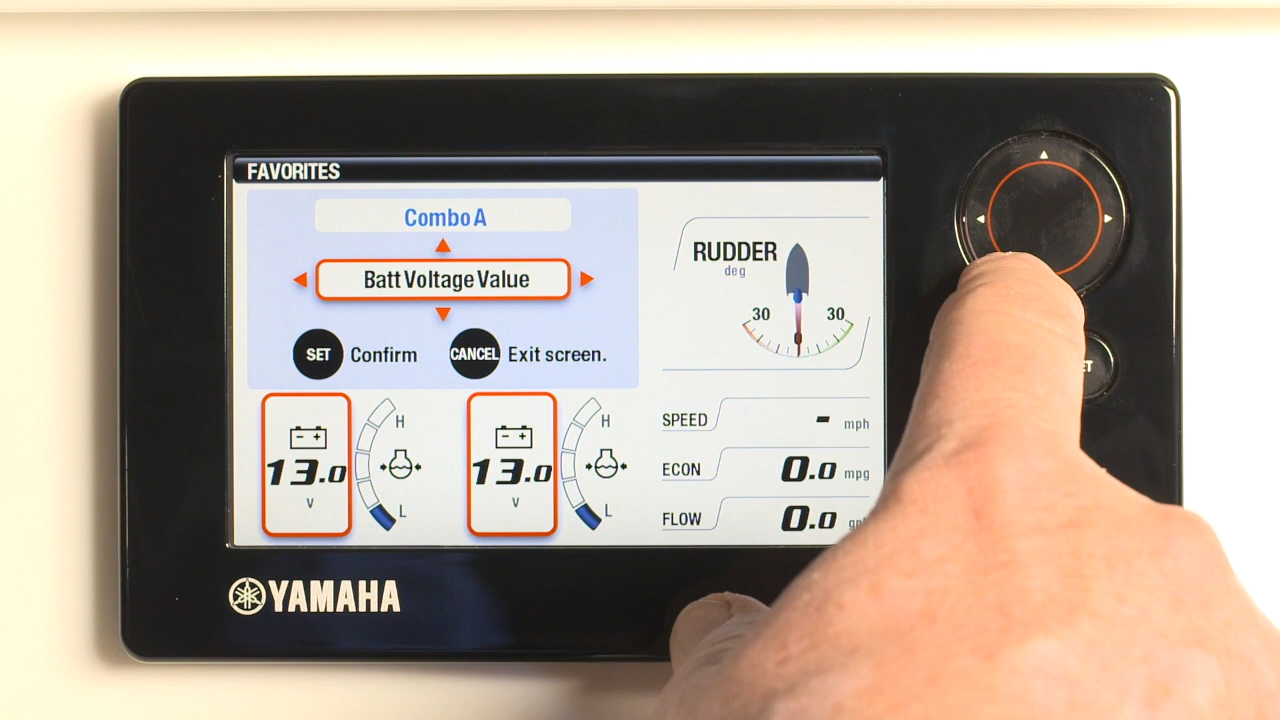 FAVORITES
Combo A
Batt Voltage Value
SET Confirm CANCEL Exit screen.
RUDDER
deg
30 30
H H
13.0 13.0
V V
L L
SPEED - mph
ECON 0.0 mpg
FLOW 0.0
YAMAHA